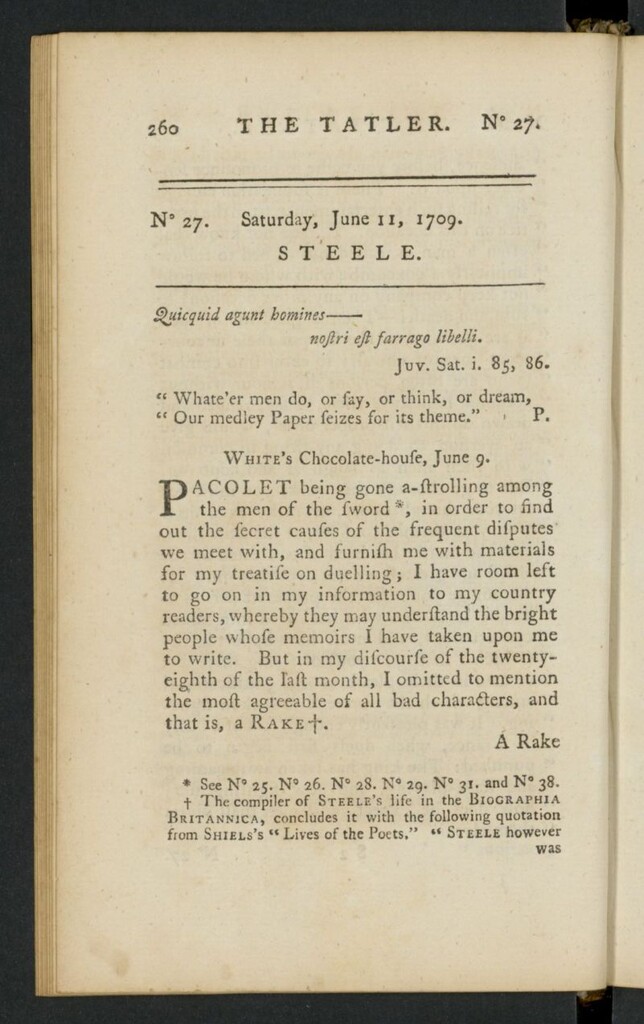 260 THE TATLER. Nº 27.
Nº 27. Saturday, June 11, 1709.
STEELE.
Quicquid agunt homines——
noſtri eſt farrago libelli.
Juv. Sat. i. 85, 86.
“ Whate'er men do, or ſay, or think, or dream,
“ Our medley Paper ſeizes for its theme.” P.
White's Chocolate-houſe, June 9.
PACOLET being gone a-ſtrolling among
the men of the ſword *, in order to find
out the ſecret cauſes of the frequent diſputes
we meet with, and furniſh me with materials
for my treatiſe on duelling; I have room left
to go on in my information to my country
readers, whereby they may underſtand the bright
people whoſe memoirs I have taken upon me
to write. But in my diſcourſe of the twenty-
eighth of the laſt month, I omitted to mention
the moſt agreeable of all bad characters, and
that is, a RAKE †.
A Rake
* See Nº 25. Nº 26. Nº 28. Nº 29. Nº 31. and Nº 38.
† The compiler of STEELE's life in the BIOGRAPHIA
BRITANNICA, concludes it with the following quotation
from SHIELS's “ Lives of the Poets.” “ STEELE however
was